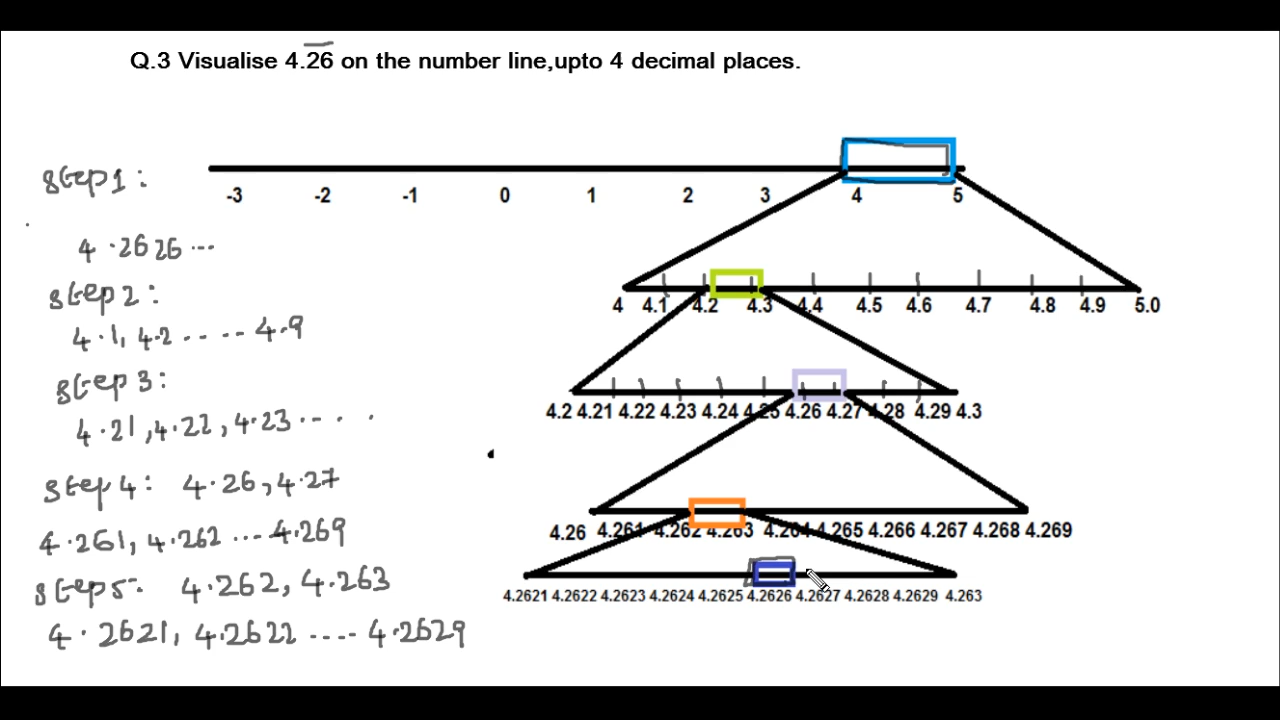 Q.3 Visualise 4.26 on the number line,upto 4 decimal places.
step1:
-3 -2 -1 0 1 2 3 4 5
4.2626...
step2:
4 4.1 4.2 4.3 4.4 4.5 4.6 4.7 4.8 4.9 5.0
4.1, 4.2 ...... 4.9
step3:
4.2 4.21 4.22 4.23 4.24 4.25 4.26 4.27 4.28 4.29 4.3
4.21, 4.22, 4.23 .....
step4: 4.26, 4.27
4.26 4.261 4.262 4.263 4.264 4.265 4.266 4.267 4.268 4.269
4.261, 4.262 ... 4.269
step5: 4.262, 4.263
4.2621 4.2622 4.2623 4.2624 4.2625 4.2626 4.2627 4.2628 4.2629 4.263
4.2621, 4.2622 .... 4.2629